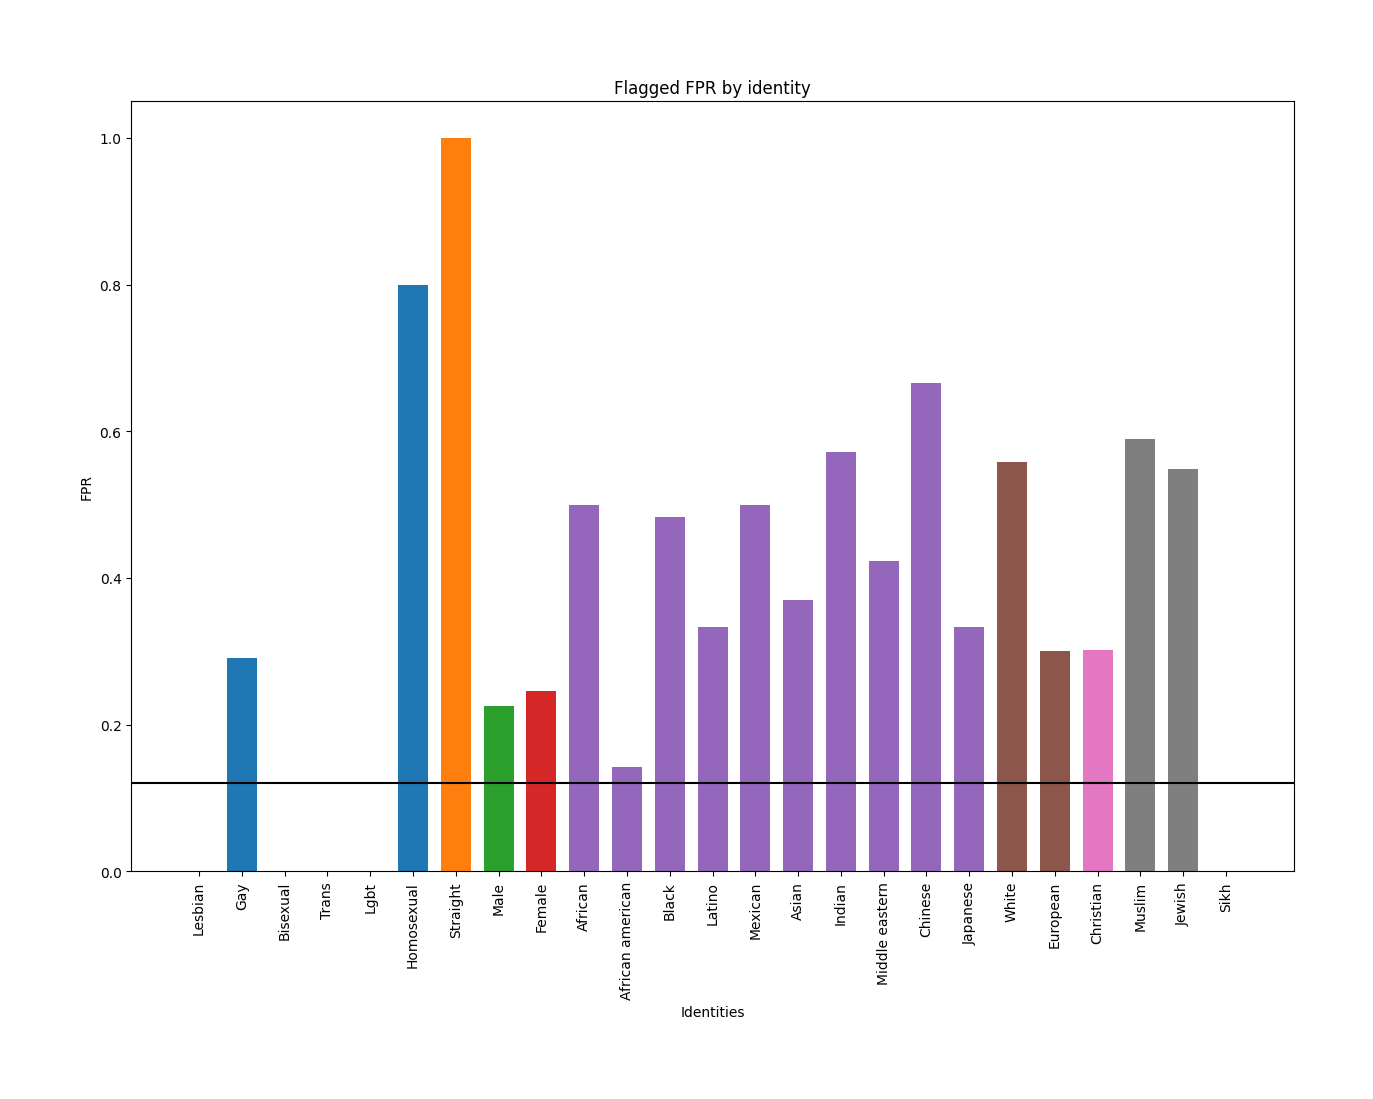 Flagged FPR by identity
1.0
0.8
0.6
0.4
0.2
0.0
FPR
Lesbian
Gay
Bisexual
Trans
Lgbt
Homosexual
Straight
Male
Female
African
African american
Black
Latino
Mexican
Asian
Indian
Middle eastern
Chinese
Japanese
White
European
Christian
Muslim
Jewish
Sikh
Identities